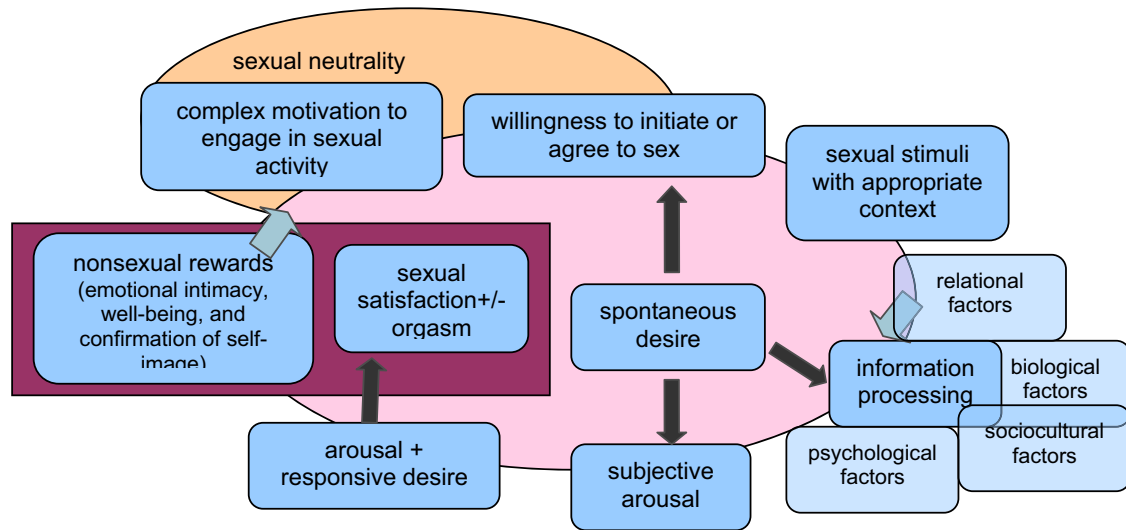 sexual neutrality
complex motivation to
engage in sexual
activity
willingness to initiate or
agree to sex
sexual stimuli
with appropriate
context
nonsexual rewards
(emotional intimacy,
well-being, and
confirmation of self-
image)
sexual
satisfaction+/-
orgasm
spontaneous
desire
relational
factors
information
processing
biological
factors
sociocultural
factors
psychological
factors
arousal +
responsive desire
subjective
arousal